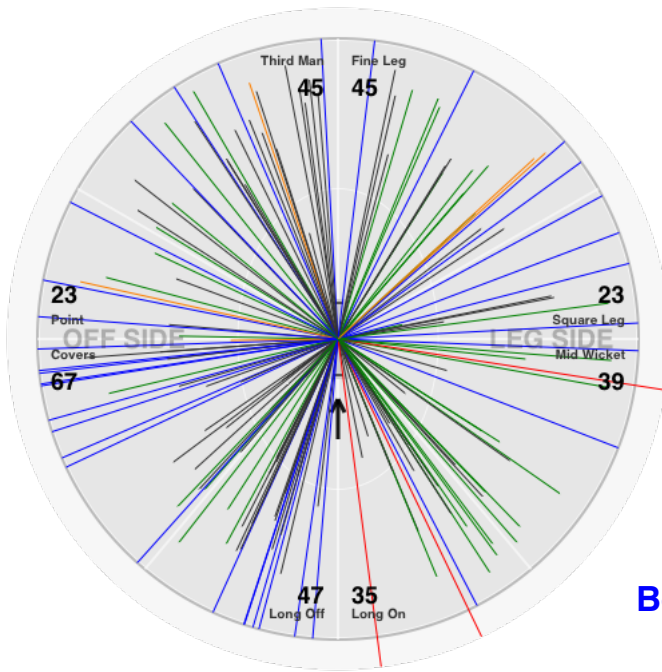 Third Man Fine Leg
45 45
23 23
Point Square Leg
OFF SIDE LEG SIDE
Covers Mid Wicket
67 39
47 35
Long Off Long On
B